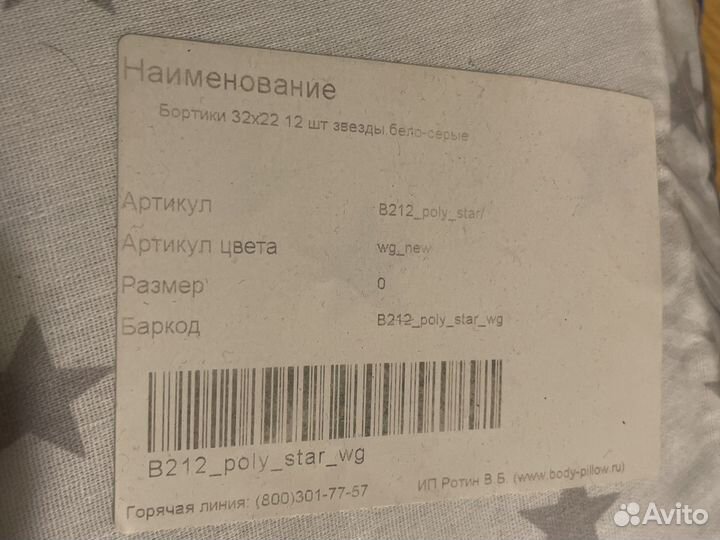 Наименование
Бортики 32х22 12 шт звезды бело-серые
Артикул B212_poly_star/
Артикул цвета wg_new
Размер 0
Баркод B212_poly_star_wg
B212_poly_star_wg
Горячая линия: (800)301-77-57 ИП Ротин В.Б. (www.body-pillow.ru)
Avito